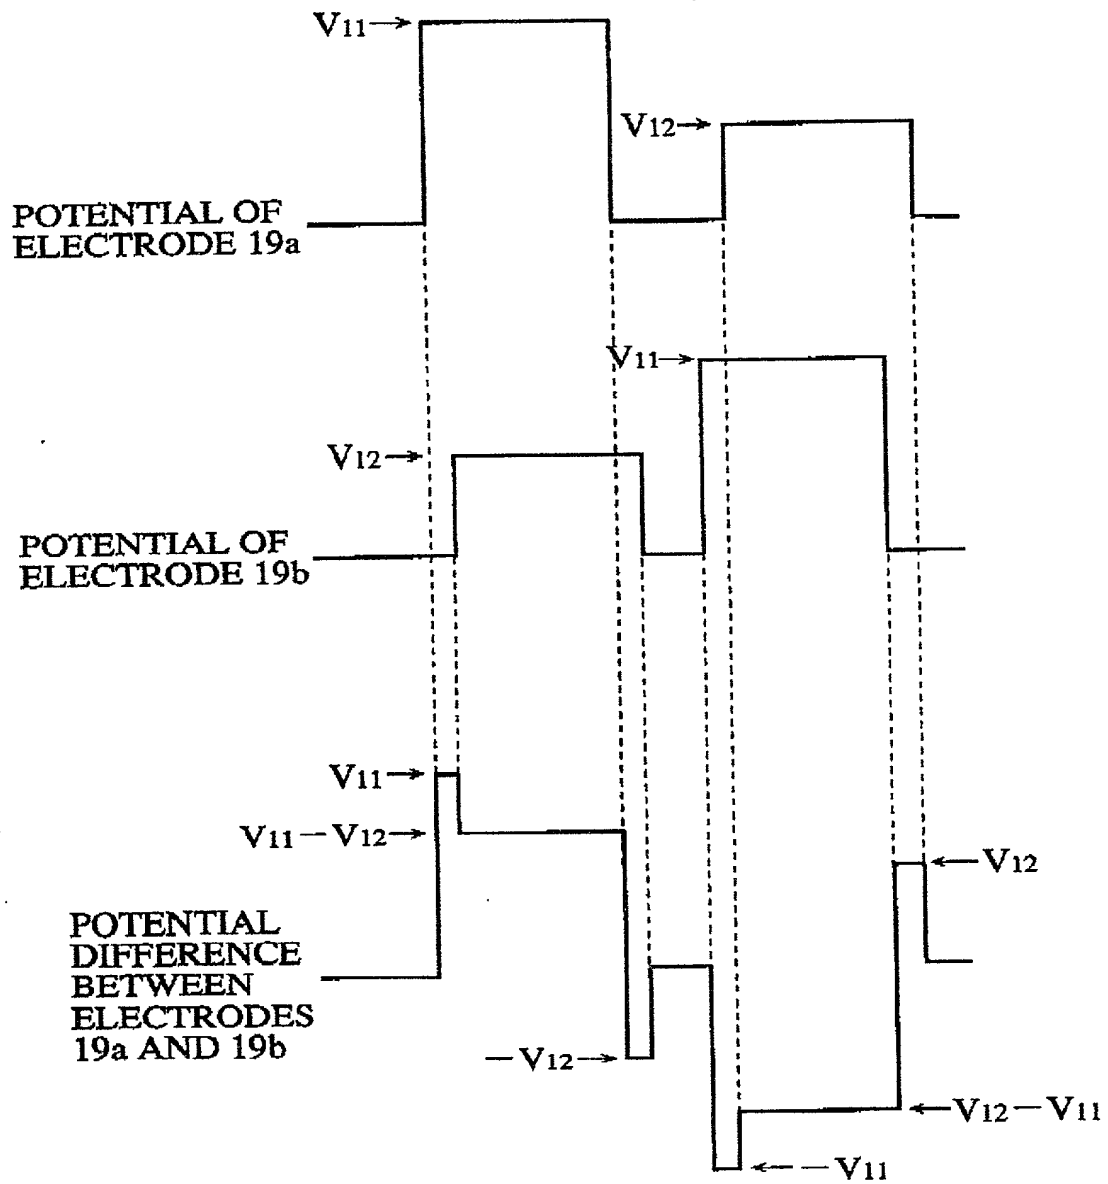 V11
V12
POTENTIAL OF
ELECTRODE 19a
V11
V12
POTENTIAL OF
ELECTRODE 19b
V11
V11－V12
V12
POTENTIAL
DIFFERENCE
BETWEEN
ELECTRODES
19a AND 19b
－V12
V12－V11
－V11